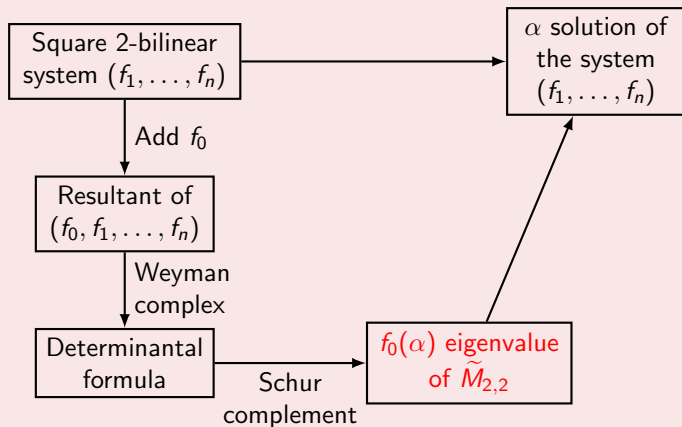 Square 2-bilinear
system (f₁, . . . , fₙ)
α solution of
the system
(f₁, . . . , fₙ)
Add f₀
Resultant of
(f₀, f₁, . . . , fₙ)
Weyman
complex
Determinantal
formula
Schur
complement
f₀(α) eigenvalue
of M̃₂,₂